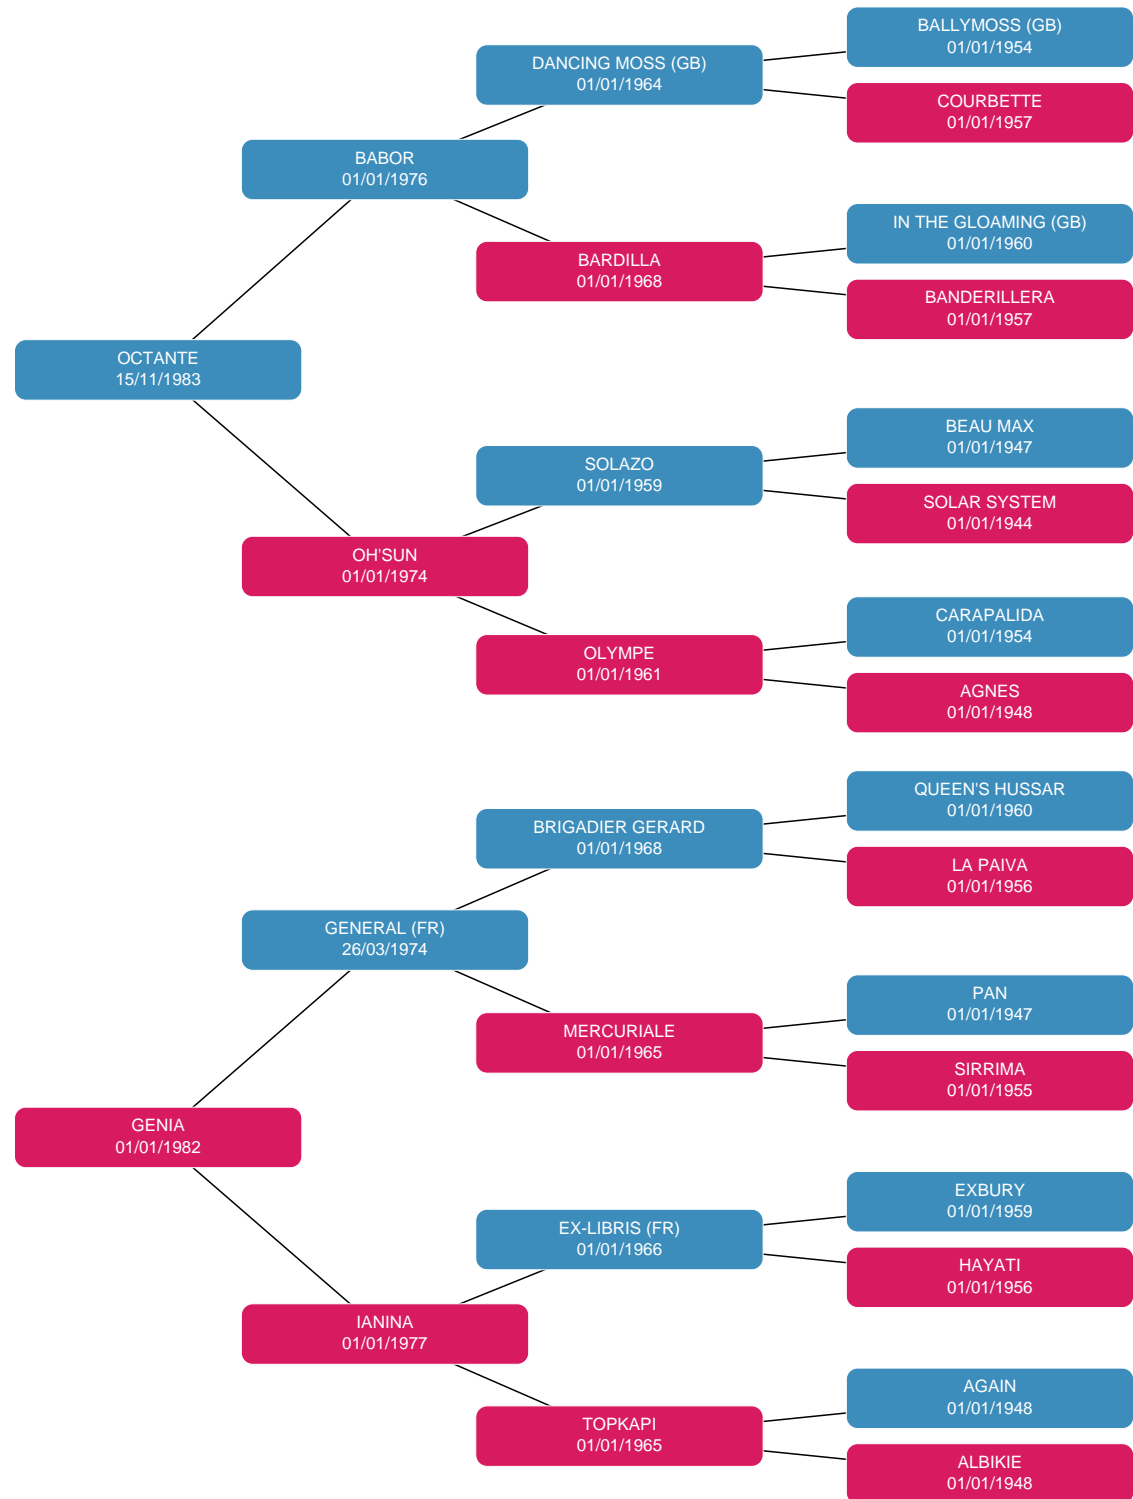 BALLYMOSS (GB)
01/01/1954
DANCING MOSS (GB)
01/01/1964
COURBETTE
01/01/1957
BABOR
01/01/1976
IN THE GLOAMING (GB)
01/01/1960
BARDILLA
01/01/1968
BANDERILLERA
01/01/1957
OCTANTE
15/11/1983
BEAU MAX
01/01/1947
SOLAZO
01/01/1959
SOLAR SYSTEM
01/01/1944
OH'SUN
01/01/1974
CARAPALIDA
01/01/1954
OLYMPE
01/01/1961
AGNES
01/01/1948
QUEEN'S HUSSAR
01/01/1960
BRIGADIER GERARD
01/01/1968
LA PAIVA
01/01/1956
GENERAL (FR)
26/03/1974
PAN
01/01/1947
MERCURIALE
01/01/1965
SIRRIMA
01/01/1955
GENIA
01/01/1982
EXBURY
01/01/1959
EX-LIBRIS (FR)
01/01/1966
HAYATI
01/01/1956
IANINA
01/01/1977
AGAIN
01/01/1948
TOPKAPI
01/01/1965
ALBIKIE
01/01/1948